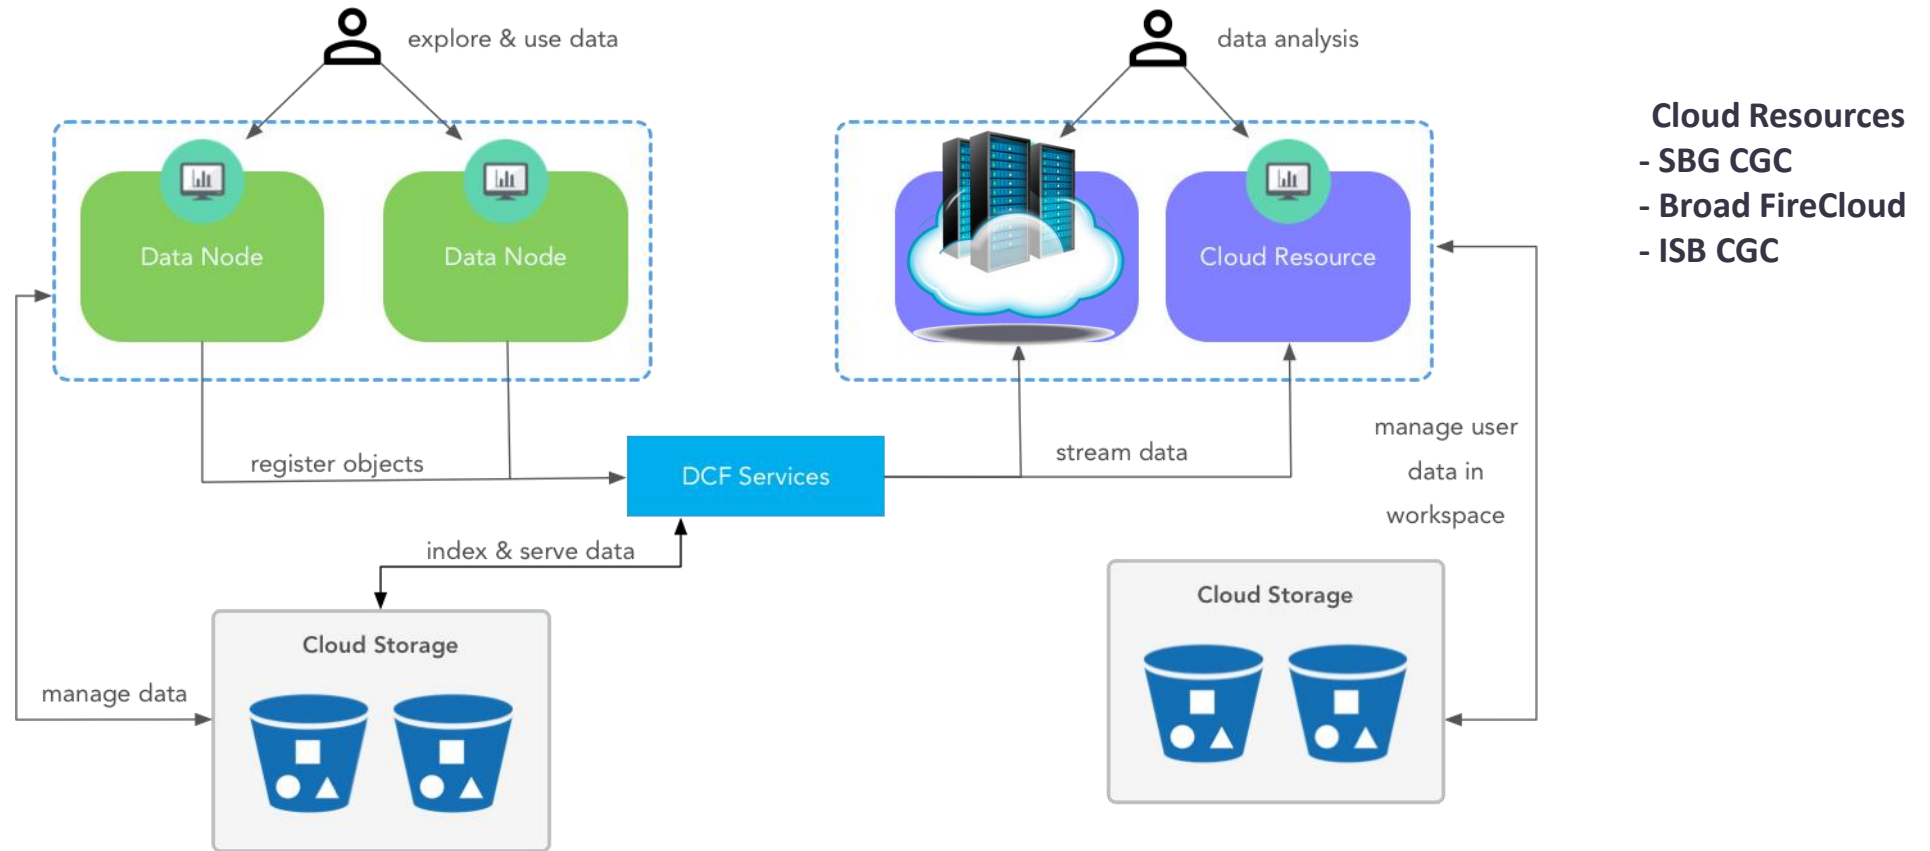 explore & use data
data analysis
Cloud Resources
- SBG CGC
- Broad FireCloud
- ISB CGC
Data Node
Data Node
Cloud Resource
register objects
DCF Services
stream data
manage user
data in
workspace
index & serve data
Cloud Storage
manage data
Cloud Storage